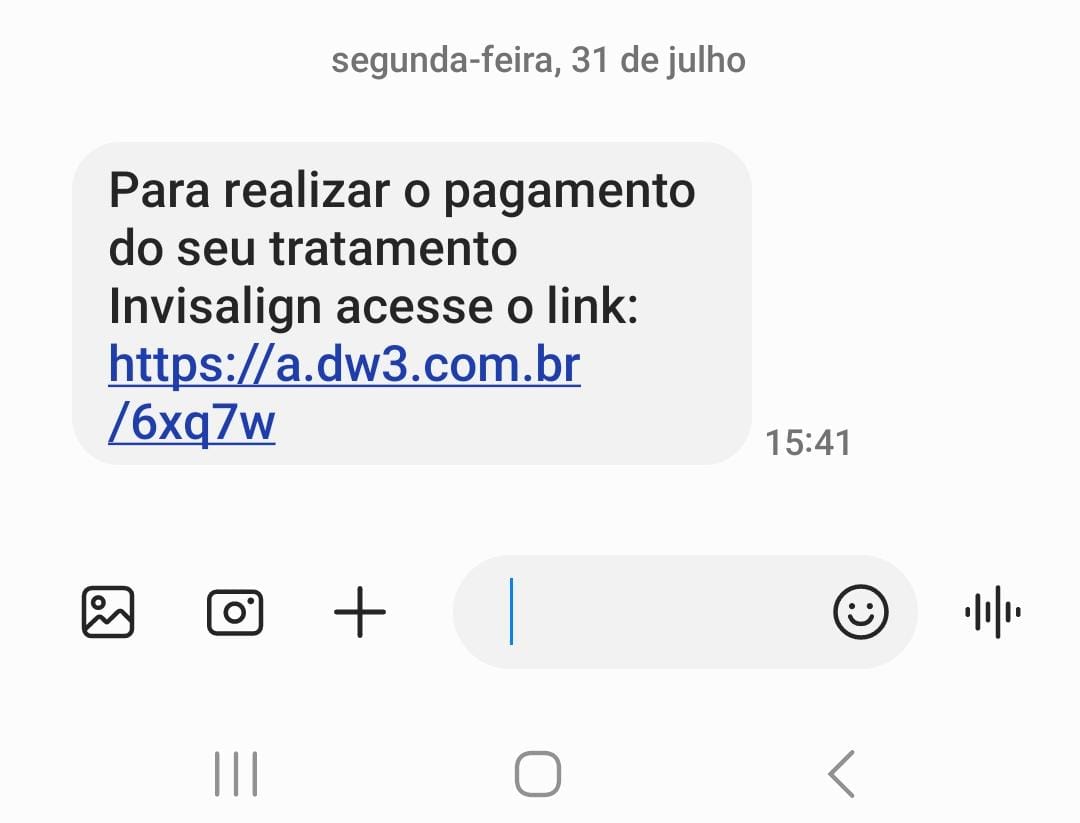 segunda-feira, 31 de julho
Para realizar o pagamento
do seu tratamento
Invisalign acesse o link:
https://a.dw3.com.br
/6xq7w
15:41